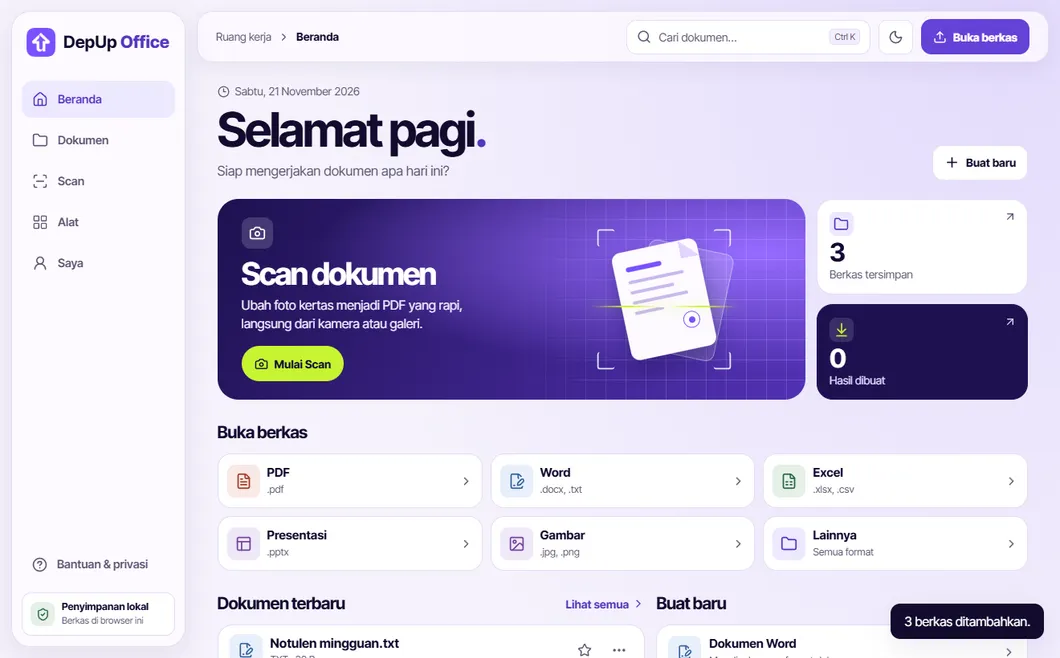 DepUp Office
Beranda
Dokumen
Scan
Alat
Saya
Bantuan & privasi
Penyimpanan lokal
Berkas di browser ini
Ruang kerja > Beranda
Cari dokumen...
Ctrl K
Buka berkas
Sabtu, 21 November 2026
Selamat pagi.
Siap mengerjakan dokumen apa hari ini?
Buat baru
Scan dokumen
Ubah foto kertas menjadi PDF yang rapi,
langsung dari kamera atau galeri.
Mulai Scan
3
Berkas tersimpan
0
Hasil dibuat
Buka berkas
PDF
.pdf
Word
.docx, .txt
Excel
.xlsx, .csv
Presentasi
.pptx
Gambar
.jpg, .png
Lainnya
Semua format
Dokumen terbaru
Lihat semua
Notulen mingguan.txt
Buat baru
Dokumen Word
3 berkas ditambahkan.